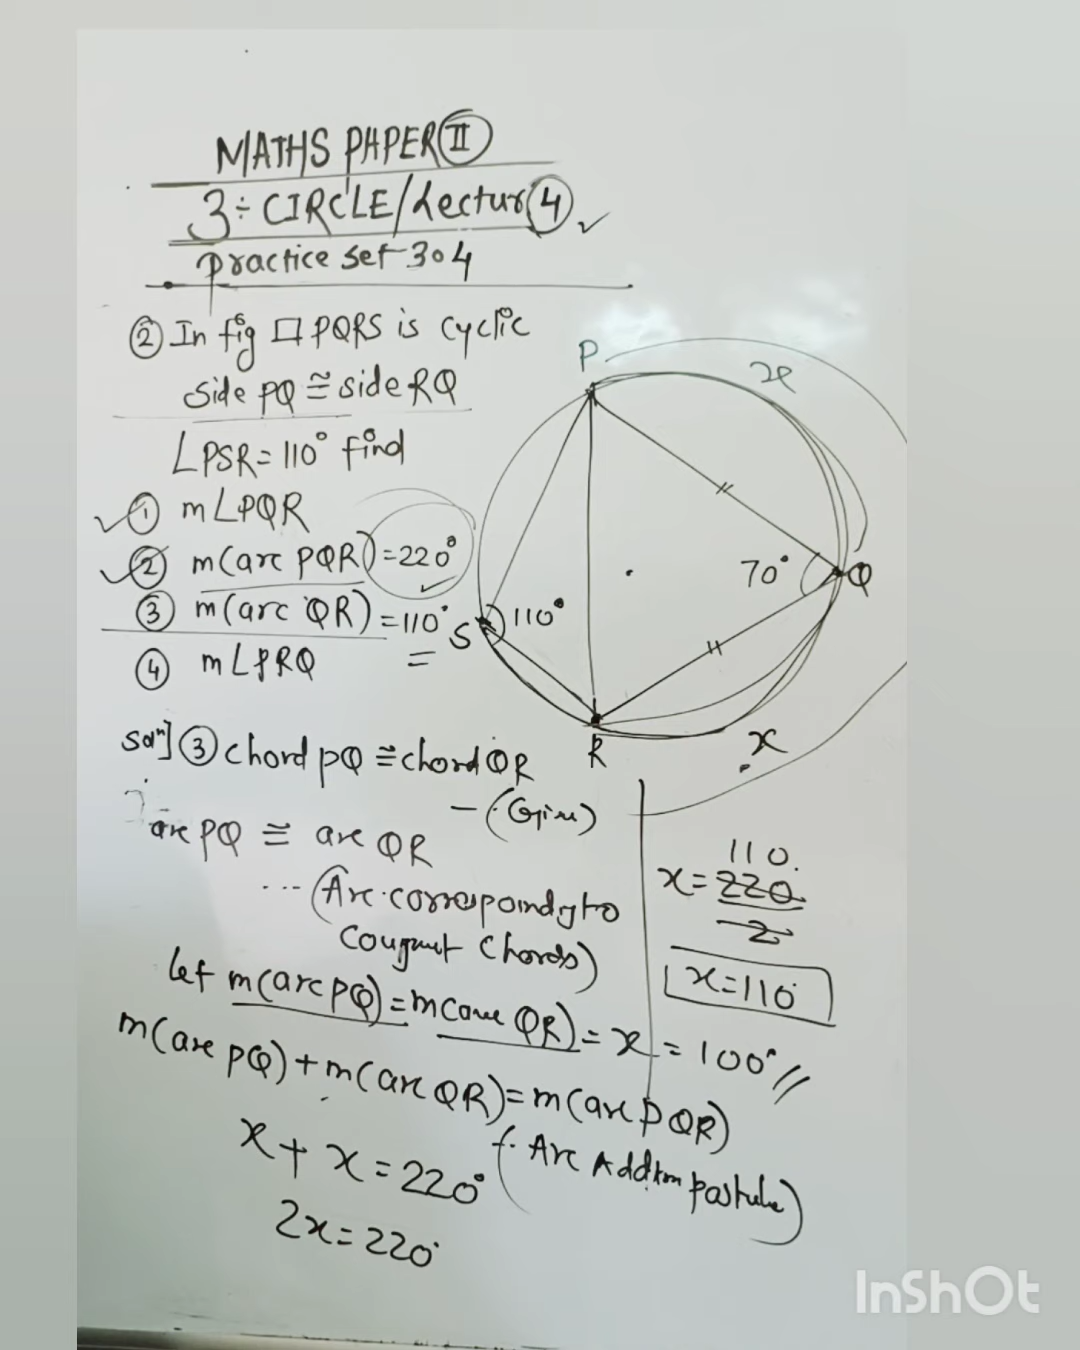 MATHS PAPER II
3÷ CIRCLE/Lectur 4
practice set 3.4
② In fig □ PQRS is cyclic
side PQ ≅ side RQ
∠PSR = 110° find
① m∠PQR
② m(arc PQR) = 220°
③ m(arc QR) = 110°
=
④ m∠PRQ
P
x
70°
Q
S
110°
R
x
Solⁿ] ③ chord PQ ≅ chord QR
- (Given)
arc PQ ≅ arc QR
... (Arc corresponding to
congruent chords)
let m(arc PQ) = m(arc QR) = x = 100°
m(arc PQ) + m(arc QR) = m(arc PQR)
x + x = 220°
(Arc Addition postulate)
2x = 220°
110
x = 220
2
x = 110
InShOt